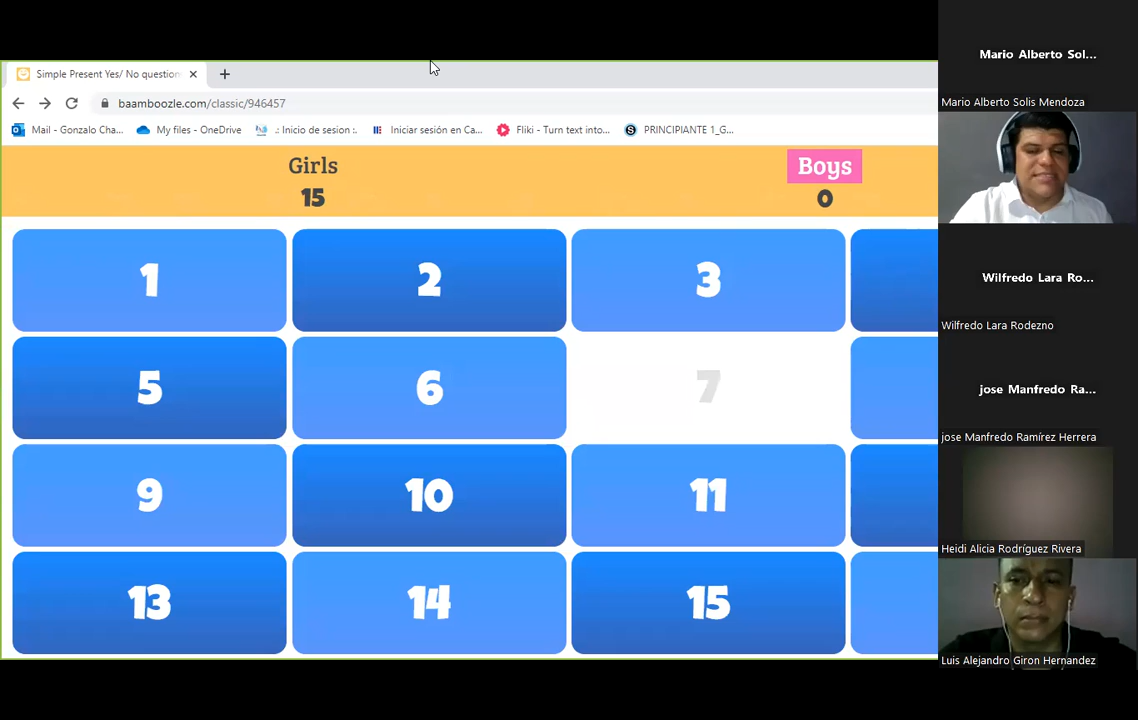 Simple Present Yes/ No question
baamboozle.com/classic/946457
Mail - Gonzalo Cha...
My files - OneDrive
.: Inicio de sesion :.
Iniciar sesión en Ca...
Fliki - Turn text into...
PRINCIPIANTE 1_G...
Girls
Boys
15
0
1
2
3
5
6
7
9
10
11
13
14
15
Mario Alberto Sol...
Mario Alberto Solis Mendoza
Wilfredo Lara Ro...
Wilfredo Lara Rodezno
jose Manfredo Ra...
jose Manfredo Ramírez Herrera
Heidi Alicia Rodríguez Rivera
Luis Alejandro Giron Hernandez